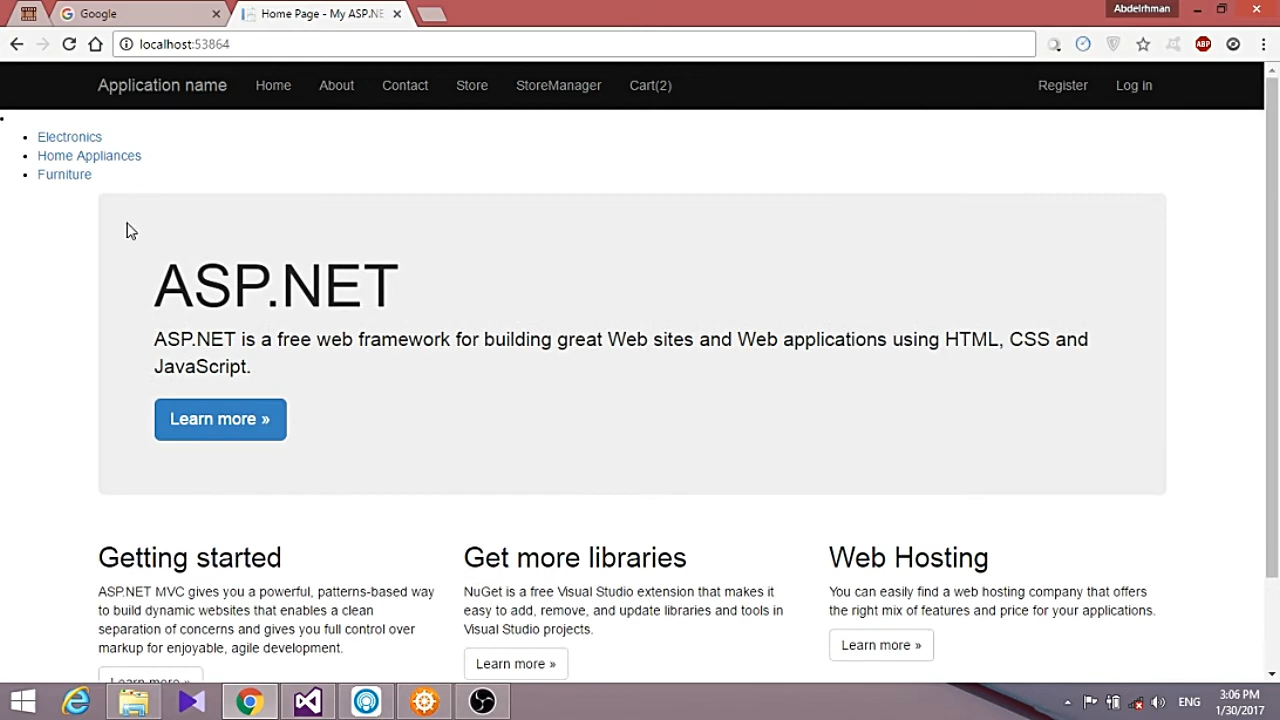 Google
Home Page - My ASP.NE
Abdelrhman
localhost:53864
ABP
Application name Home About Contact Store StoreManager Cart(2) Register Log in
Electronics
Home Appliances
Furniture
ASP.NET
ASP.NET is a free web framework for building great Web sites and Web applications using HTML, CSS and
JavaScript.
Learn more »
Getting started
ASP.NET MVC gives you a powerful, patterns-based way
to build dynamic websites that enables a clean
separation of concerns and gives you full control over
markup for enjoyable, agile development.
Learn more »
Get more libraries
NuGet is a free Visual Studio extension that makes it
easy to add, remove, and update libraries and tools in
Visual Studio projects.
Learn more »
Web Hosting
You can easily find a web hosting company that offers
the right mix of features and price for your applications.
Learn more »
ENG
3:06 PM
1/30/2017